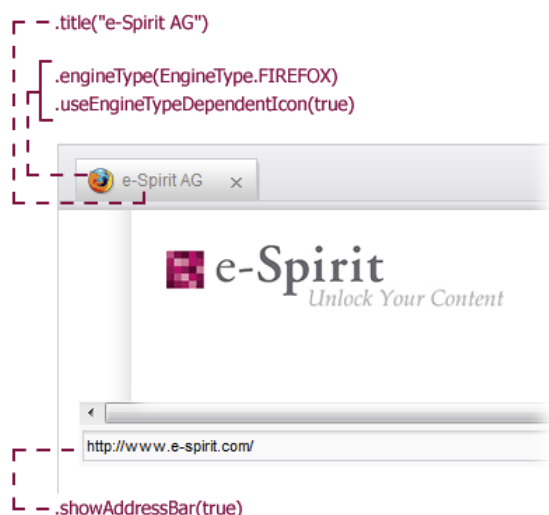 .title("e-Spirit AG")
.engineType(EngineType.FIREFOX)
.useEngineTypeDependentIcon(true)
e-Spirit AG
e-Spirit
Unlock Your Content
http://www.e-spirit.com/
.showAddressBar(true)